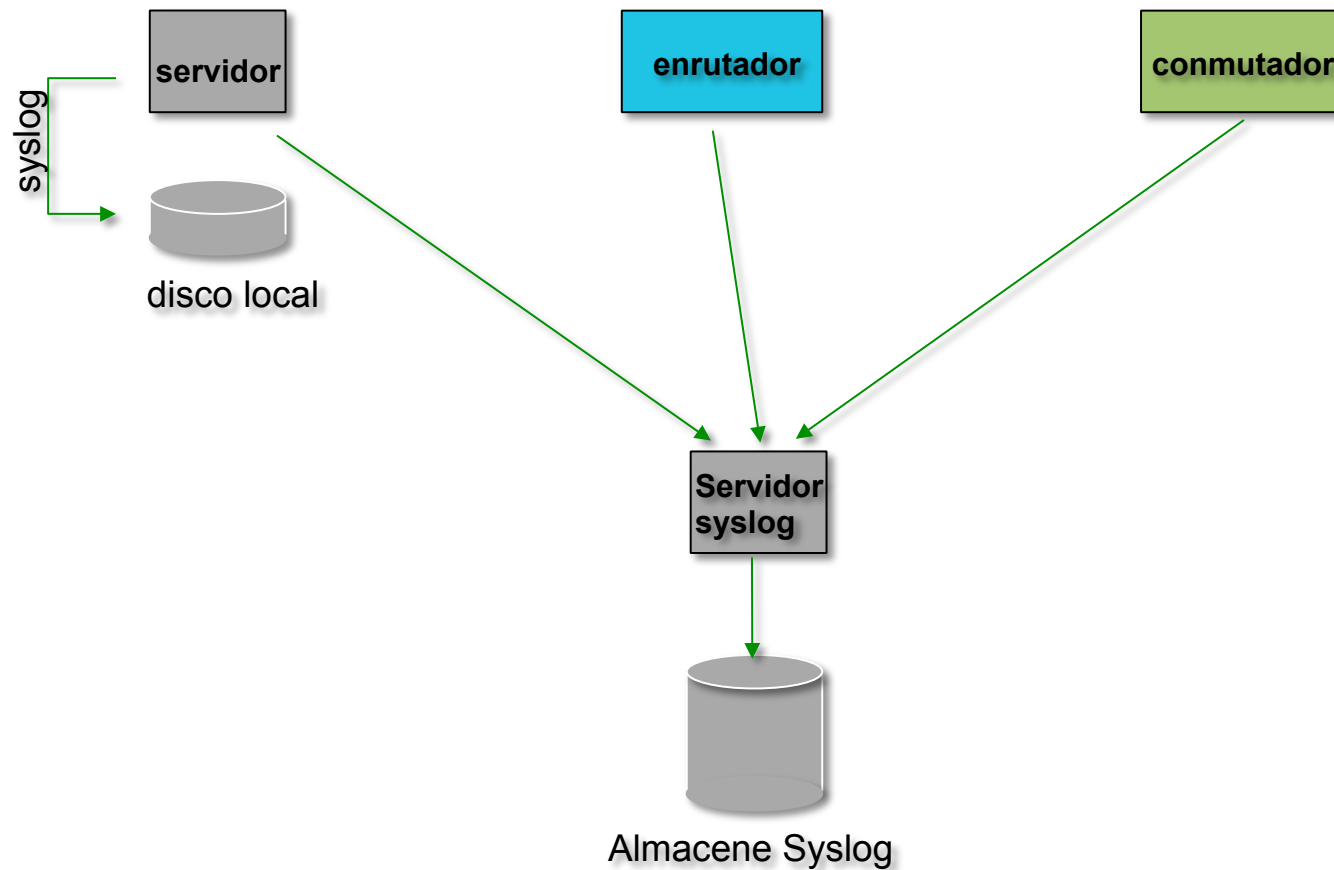 servidor
enrutador
conmutador
syslog
disco local
Servidor
syslog
Almacene Syslog